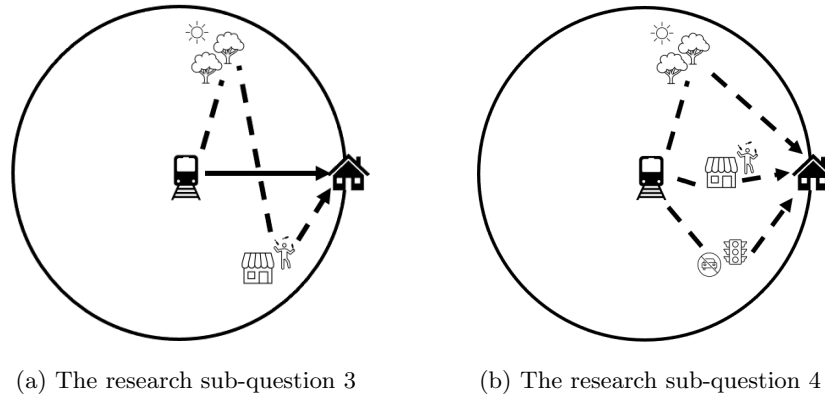 (a) The research sub-question 3
(b) The research sub-question 4